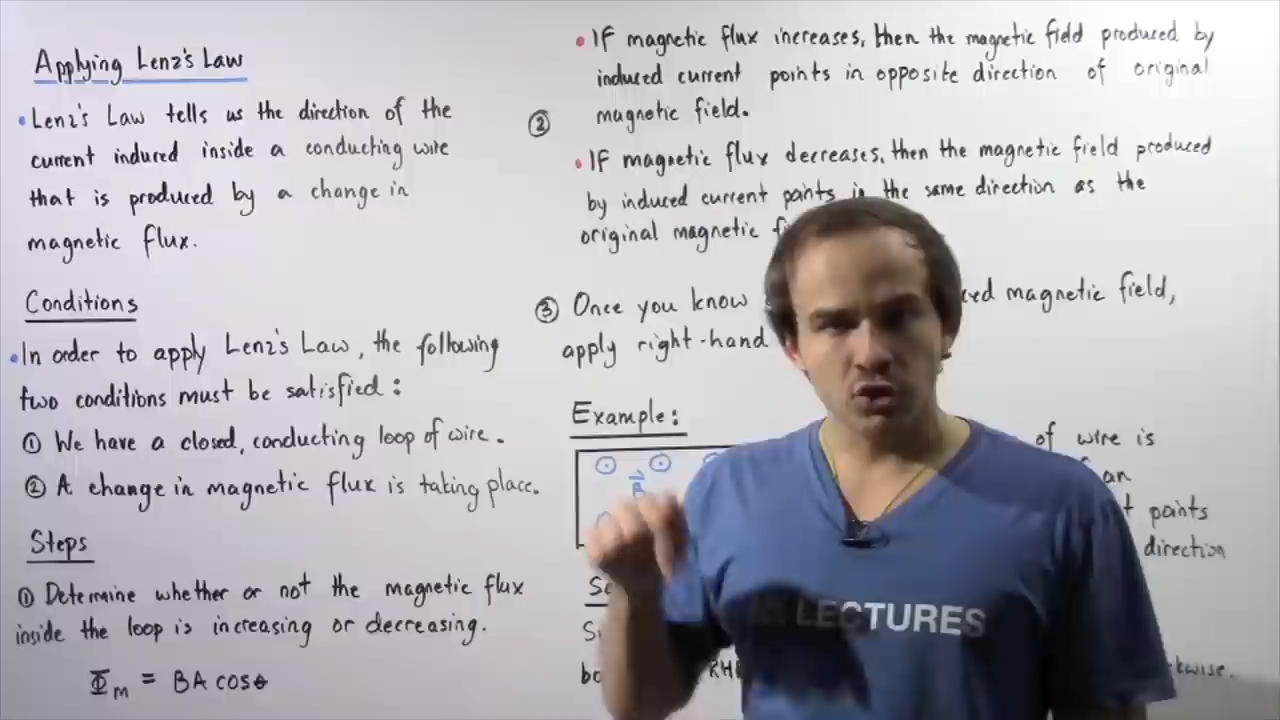 Applying Lenz's Law
• Lenz's Law tells us the direction of the
current indured inside a conducting wire
that is produced by a change in
magnetic flux.
Conditions
• In order to apply Lenz's Law, the following
two conditions must be satisfied:
① We have a closed, conducting loop of wire.
② A change in magnetic flux is taking place.
Steps
① Determine whether or not the magnetic flux
inside the loop is increasing or decreasing.
Φm = BA cosθ
②
• If magnetic flux increases, then the magnetic field produced by
induced current points in opposite direction of original
magnetic field.
• If magnetic flux decreases, then the magnetic field produced
by induced current points in the same direction as the
original magnetic
③ Once you know magnetic field,
apply right-hand
Example:
of wire is
an
points
direction
B
LECTURES
RHR